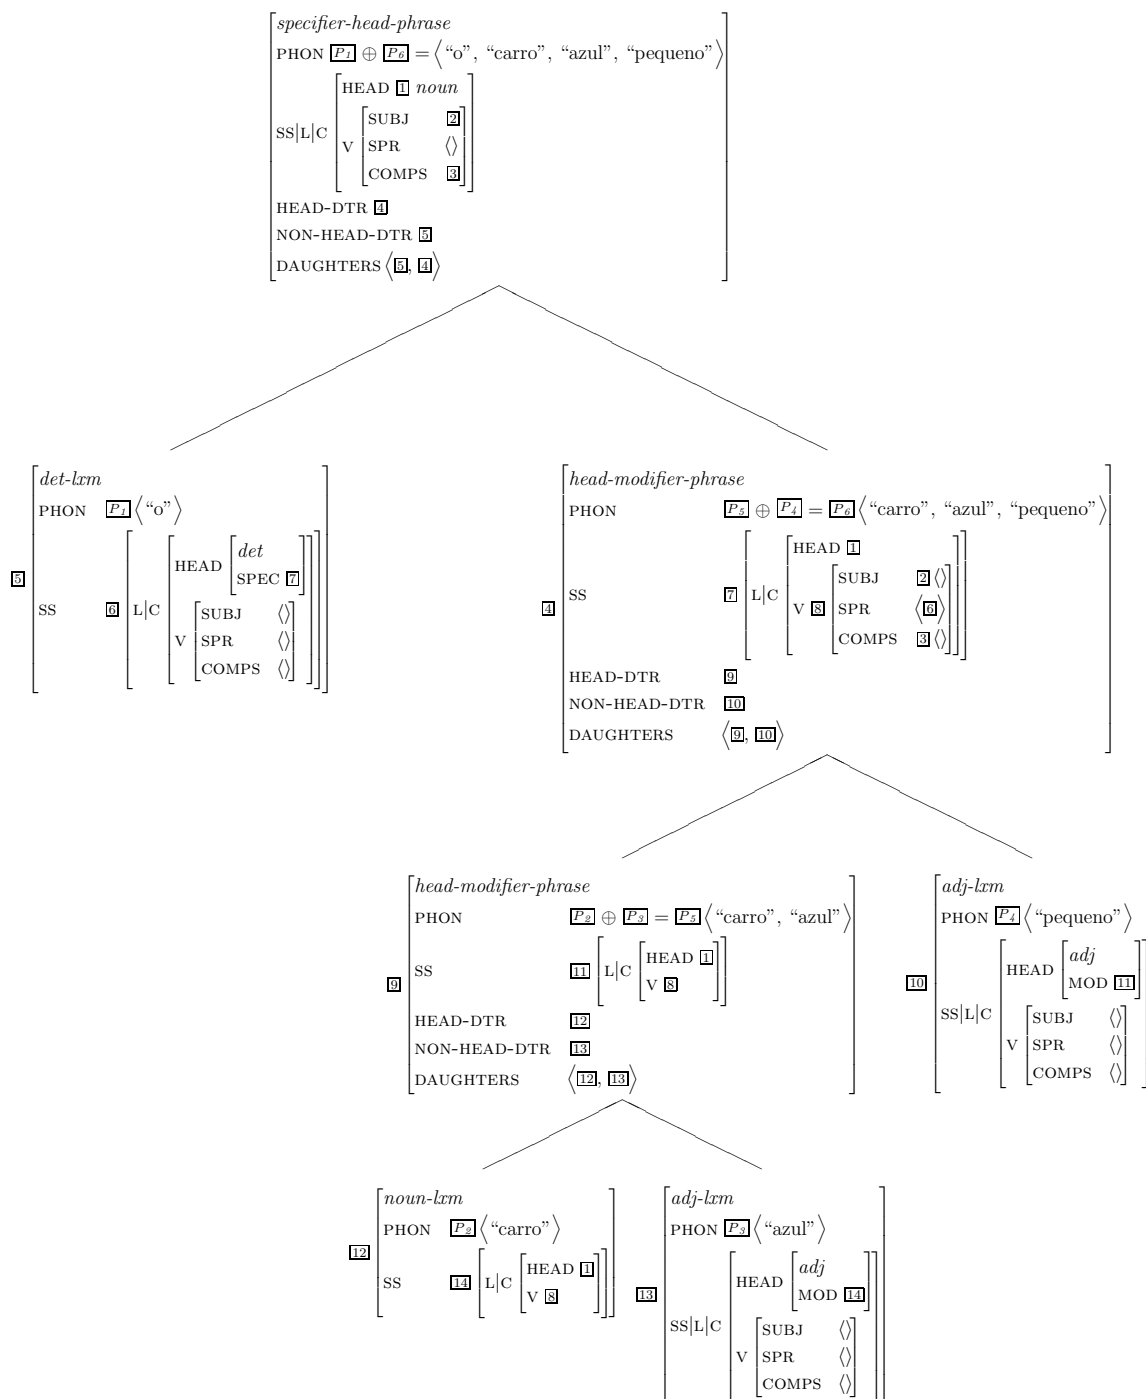 specifier-head-phrase
PHON P1 ⊕ P6 = ⟨“o”, “carro”, “azul”, “pequeno”⟩
HEAD 1 noun
SS|L|C
V
SUBJ 2
SPR ⟨⟩
COMPS 3
HEAD-DTR 4
NON-HEAD-DTR 5
DAUGHTERS ⟨5, 4⟩
5
det-lxm
PHON P1 ⟨“o”⟩
SS 6
L|C
HEAD
det
SPEC 7
V
SUBJ ⟨⟩
SPR ⟨⟩
COMPS ⟨⟩
4
head-modifier-phrase
PHON P5 ⊕ P4 = P6 ⟨“carro”, “azul”, “pequeno”⟩
SS 7
L|C
HEAD 1
V 8
SUBJ 2 ⟨⟩
SPR ⟨6⟩
COMPS 3 ⟨⟩
HEAD-DTR 9
NON-HEAD-DTR 10
DAUGHTERS ⟨9, 10⟩
9
head-modifier-phrase
PHON P2 ⊕ P3 = P5 ⟨“carro”, “azul”⟩
SS 11
L|C
HEAD 1
V 8
HEAD-DTR 12
NON-HEAD-DTR 13
DAUGHTERS ⟨12, 13⟩
10
adj-lxm
PHON P4 ⟨“pequeno”⟩
SS|L|C
HEAD
adj
MOD 11
V
SUBJ ⟨⟩
SPR ⟨⟩
COMPS ⟨⟩
12
noun-lxm
PHON P2 ⟨“carro”⟩
SS 14
L|C
HEAD 1
V 8
13
adj-lxm
PHON P3 ⟨“azul”⟩
SS|L|C
HEAD
adj
MOD 14
V
SUBJ ⟨⟩
SPR ⟨⟩
COMPS ⟨⟩